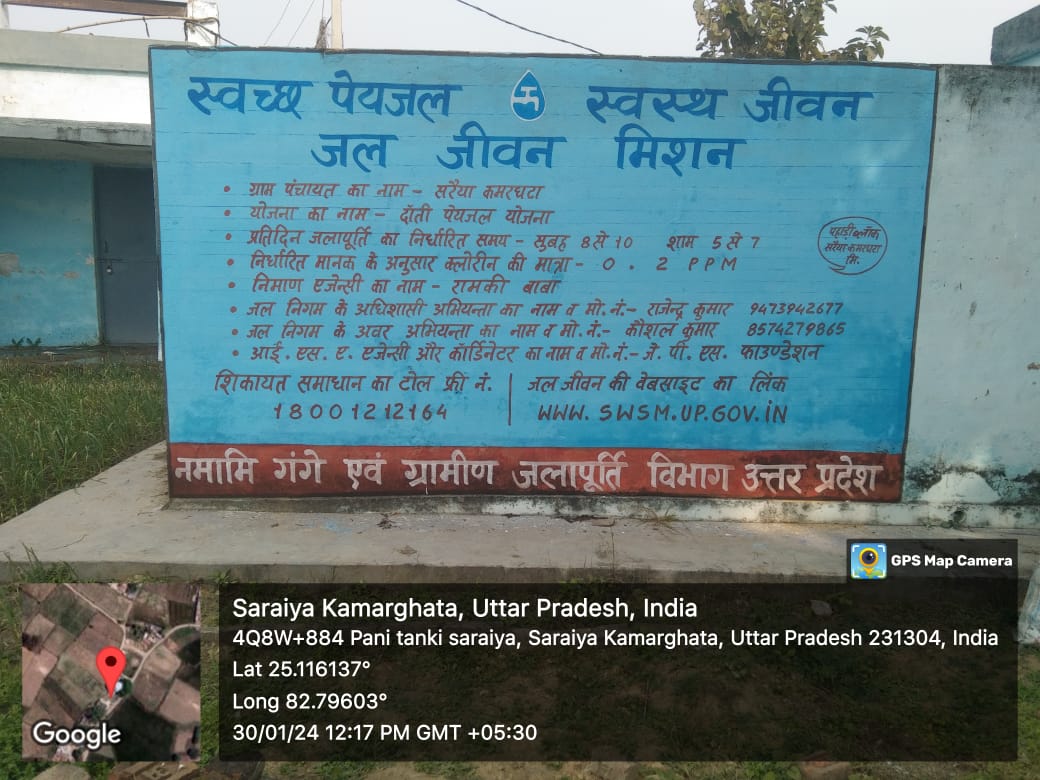 स्वच्छ पेयजल स्वस्थ जीवन
जल जीवन मिशन
• ग्राम पंचायत का नाम – सरैया कमरघटा
• योजना का नाम – दाँती पेयजल योजना
• प्रतिदिन जलापूर्ति का निर्धारित समय – सुबह 8 से 10 शाम 5 से 7
• निर्धारित मानक के अनुसार क्लोरीन की मात्रा - 0 . 2 PPM
• निमाण एजेन्सी का नाम – रामकी बाबा
• जल निगम के अधिशासी अभियन्ता का नाम व मो.नं.- राजेन्द्र कुमार 9473942677
• जल निगम के अवर अभियन्ता का नाम व मो.नं.- कौशल कुमार 8574279865
• आई. एस. ए. एजेन्सी और कॉर्डिनेटर का नाम व मो.नं.- जे. पी. एस. फाउण्डेशन
पहाड़ी ब्लॉक
सरैया कमरघटा
मि.
शिकायत समाधान का टोल फ्री नं.
18001212164
जल जीवन की वेबसाइट का लिंक
WWW. SWSM.UP.GOV.iN
नमामि गंगे एवं ग्रामीण जलापूर्ति विभाग उत्तर प्रदेश
GPS Map Camera
Saraiya Kamarghata, Uttar Pradesh, India
4Q8W+884 Pani tanki saraiya, Saraiya Kamarghata, Uttar Pradesh 231304, India
Lat 25.116137°
Long 82.79603°
30/01/24 12:17 PM GMT +05:30
Google